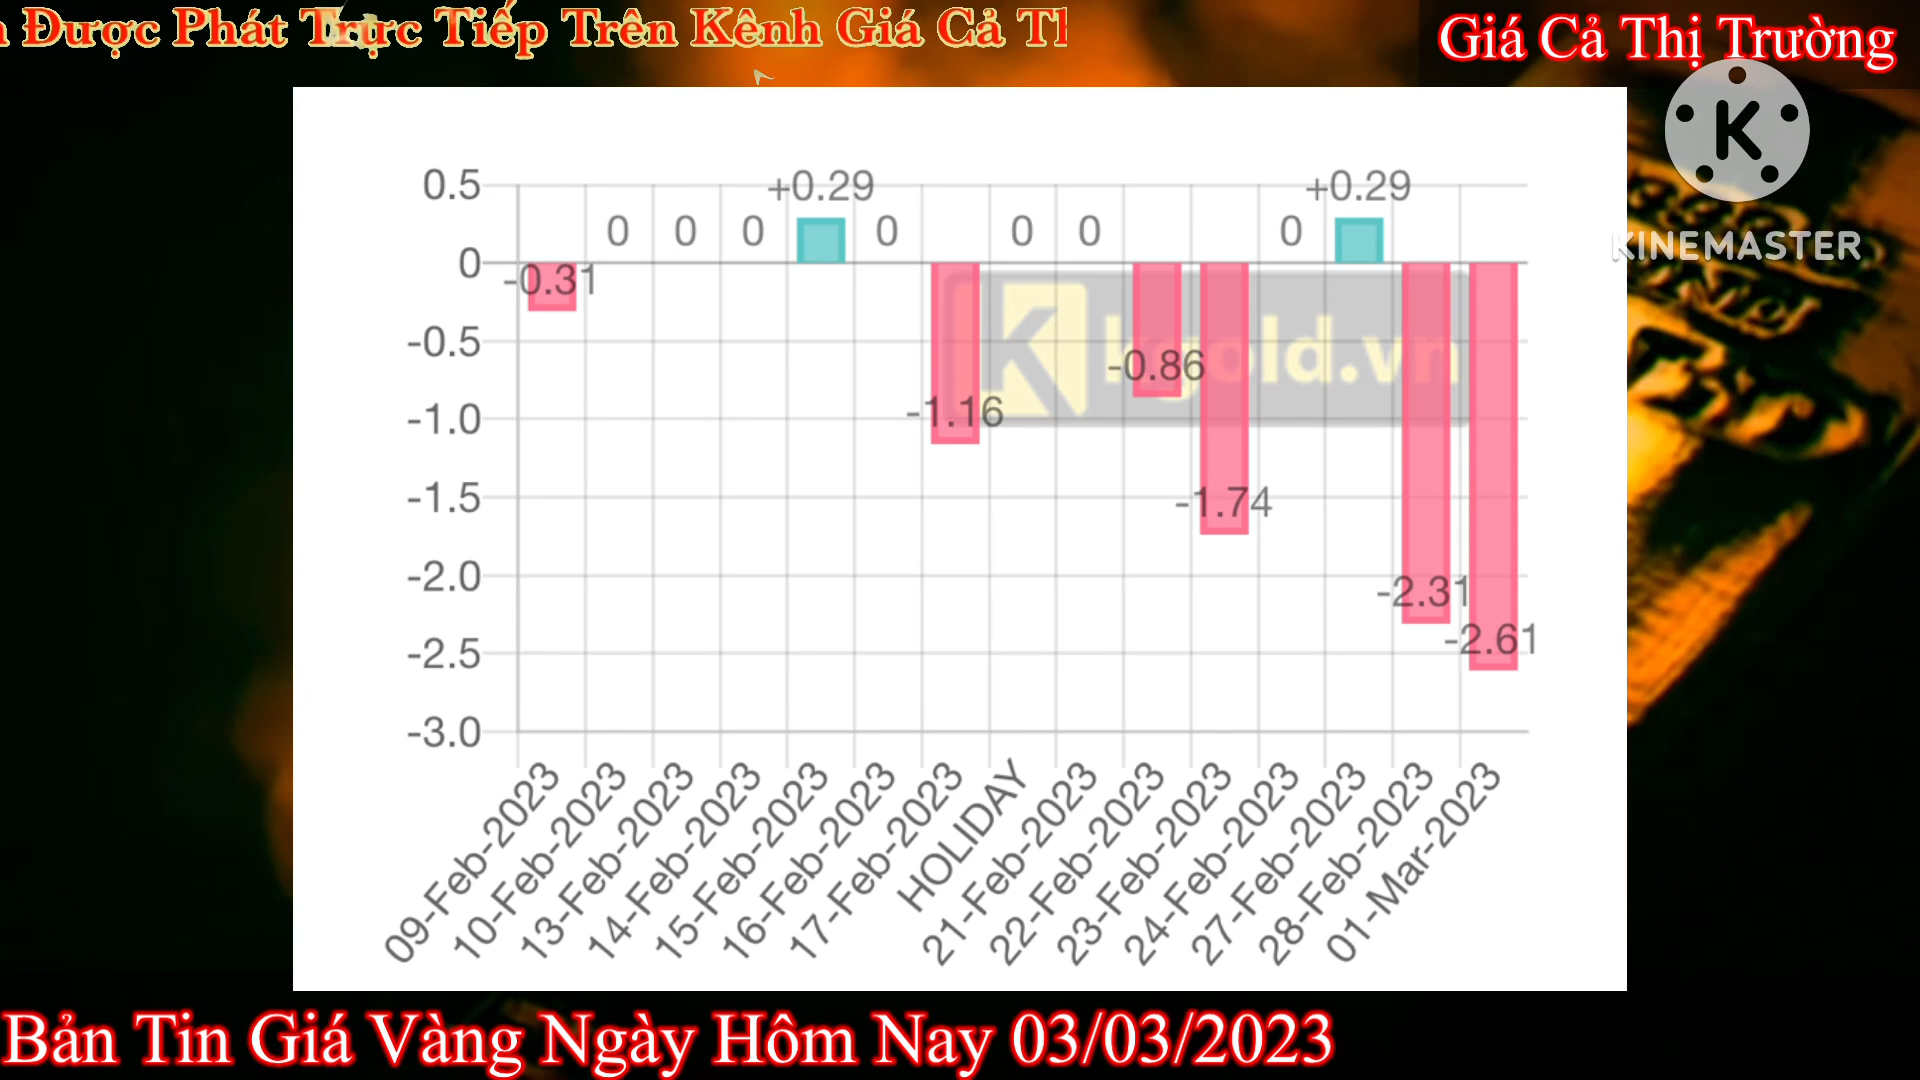 Được Phát Trực Tiếp Trên Kênh Giá Cả
Giá Cả Thị Trường
K
KINEMASTER
0.5
0
-0.5
-1.0
-1.5
-2.0
-2.5
-3.0
-0.31
0
0
0
+0.29
0
-1.16
0
0
-0.86
-1.74
0
+0.29
-2.31
-2.61
kgold.vn
09-Feb-2023
10-Feb-2023
13-Feb-2023
14-Feb-2023
15-Feb-2023
16-Feb-2023
17-Feb-2023
HOLIDAY
21-Feb-2023
22-Feb-2023
23-Feb-2023
24-Feb-2023
27-Feb-2023
28-Feb-2023
01-Mar-2023
Bản Tin Giá Vàng Ngày Hôm Nay 03/03/2023